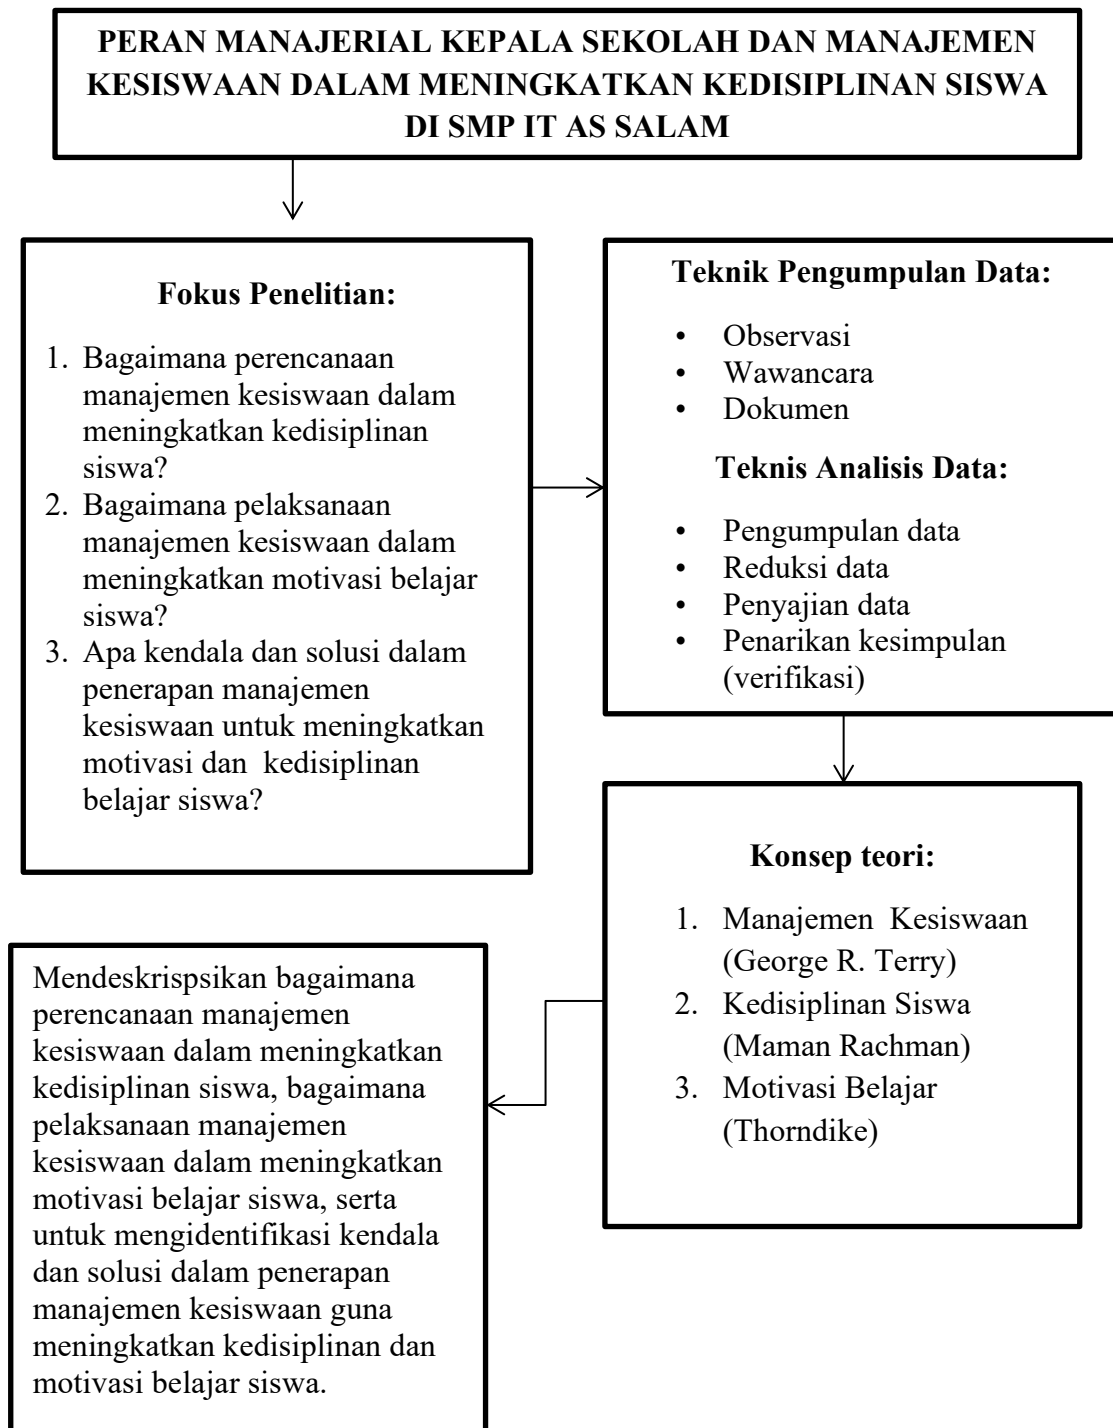 PERAN MANAJERIAL KEPALA SEKOLAH DAN MANAJEMEN
KESISWAAN DALAM MENINGKATKAN KEDISIPLINAN SISWA
DI SMP IT AS SALAM
Fokus Penelitian:
1. Bagaimana perencanaan
manajemen kesiswaan dalam
meningkatkan kedisiplinan
siswa?
2. Bagaimana pelaksanaan
manajemen kesiswaan dalam
meningkatkan motivasi belajar
siswa?
3. Apa kendala dan solusi dalam
penerapan manajemen
kesiswaan untuk meningkatkan
motivasi dan kedisiplinan
belajar siswa?
Teknik Pengumpulan Data:
• Observasi
• Wawancara
• Dokumen
Teknis Analisis Data:
• Pengumpulan data
• Reduksi data
• Penyajian data
• Penarikan kesimpulan
(verifikasi)
Konsep teori:
1. Manajemen Kesiswaan
(George R. Terry)
2. Kedisiplinan Siswa
(Maman Rachman)
3. Motivasi Belajar
(Thorndike)
Mendeskrispsikan bagaimana
perencanaan manajemen
kesiswaan dalam meningkatkan
kedisiplinan siswa, bagaimana
pelaksanaan manajemen
kesiswaan dalam meningkatkan
motivasi belajar siswa, serta
untuk mengidentifikasi kendala
dan solusi dalam penerapan
manajemen kesiswaan guna
meningkatkan kedisiplinan dan
motivasi belajar siswa.